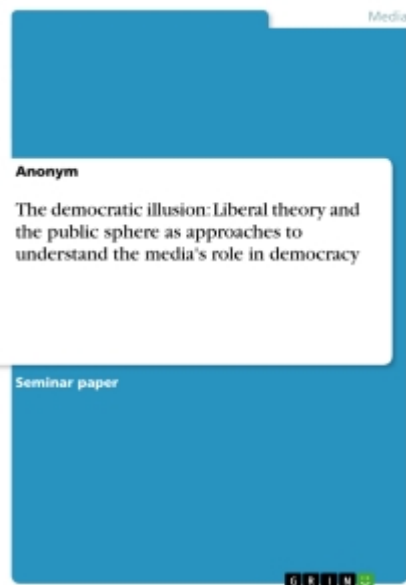 Media
Anonym
The democratic illusion: Liberal theory and
the public sphere as approaches to
understand the media's role in democracy
Seminar paper
GRIN